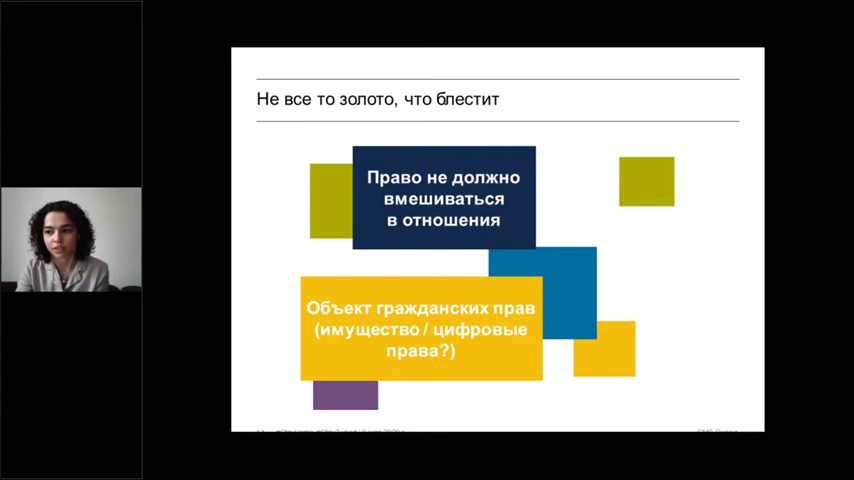 Не все то золото, что блестит
Право не должно
вмешиваться
в отношения
Объект гражданских прав
(имущество / цифровые
права?)